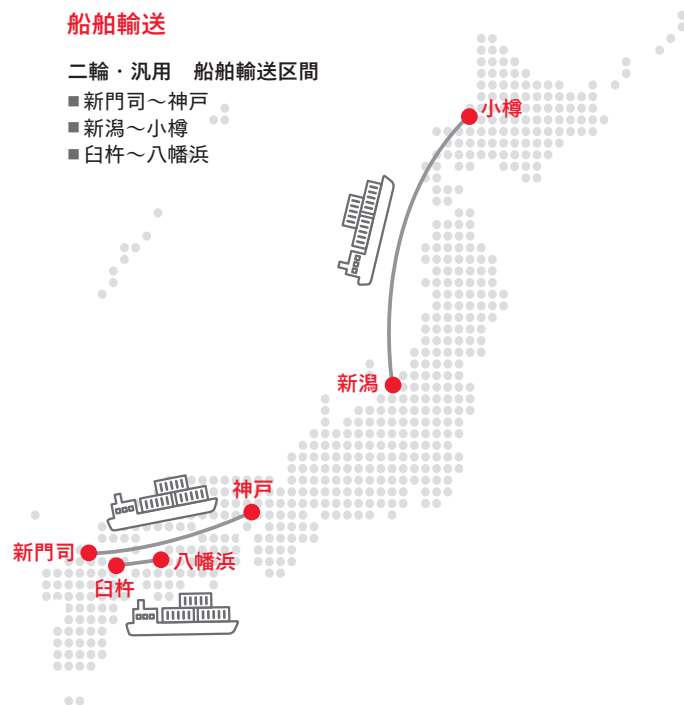 船舶輸送
二輪・汎用　船舶輸送区間
■新門司～神戸
■新潟～小樽
■臼杵～八幡浜
小樽
新潟
神戸
新門司
八幡浜
臼杵